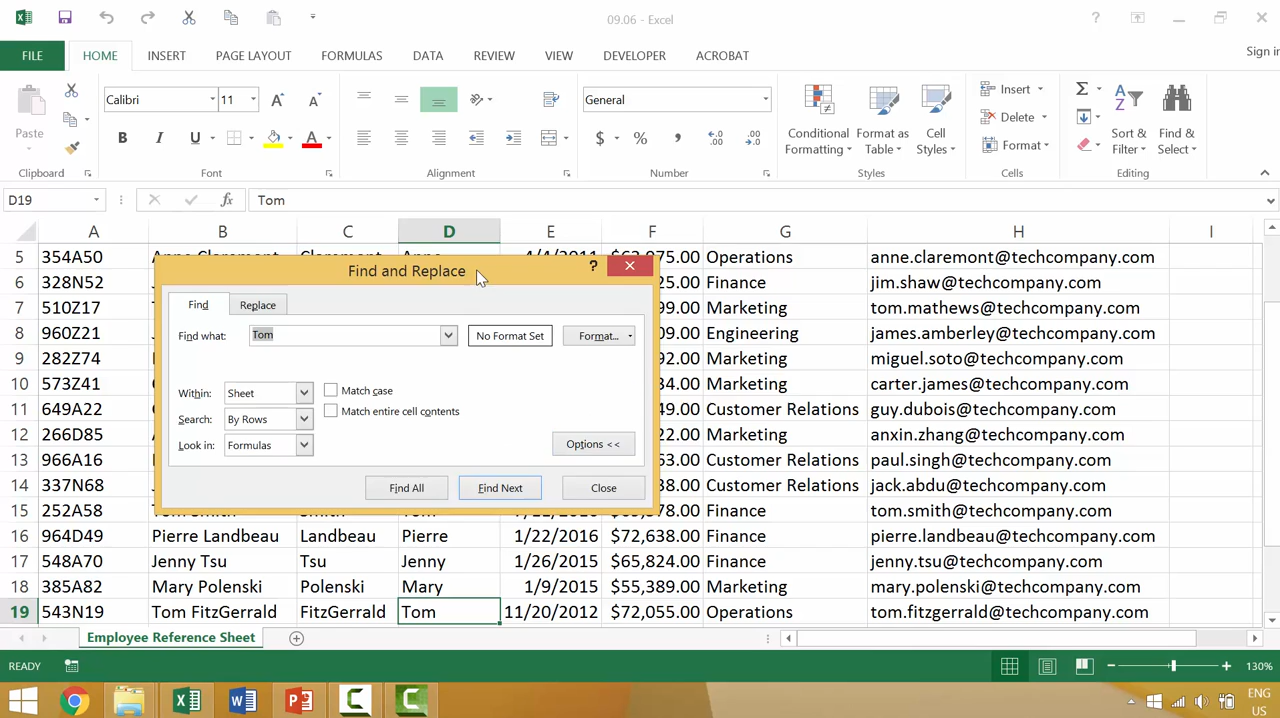 09.06 - Excel
?
FILE HOME INSERT PAGE LAYOUT FORMULAS DATA REVIEW VIEW DEVELOPER ACROBAT Sign in
Calibri 11 General Insert
Paste B I U $ % , Conditional Formatting Format as Table Cell Styles Delete Format Sort & Filter Find & Select
Clipboard Font Alignment Number Styles Cells Editing
D19 fx Tom
A B C D E F G H I
5 354A50 Operations anne.claremont@techcompany.com
6 328N52 Finance jim.shaw@techcompany.com
7 510Z17 Marketing tom.mathews@techcompany.com
8 960Z21 Engineering james.amberley@techcompany.com
9 282Z74 Marketing miguel.soto@techcompany.com
10 573Z41 Marketing carter.james@techcompany.com
11 649A22 Customer Relations guy.dubois@techcompany.com
12 266D85 Marketing anxin.zhang@techcompany.com
13 966A16 Customer Relations paul.singh@techcompany.com
14 337N68 Customer Relations jack.abdu@techcompany.com
15 252A58 Finance tom.smith@techcompany.com
16 964D49 Pierre Landbeau Landbeau Pierre 1/22/2016 $72,638.00 Finance pierre.landbeau@techcompany.com
17 548A70 Jenny Tsu Tsu Jenny 1/26/2015 $65,824.00 Finance jenny.tsu@techcompany.com
18 385A82 Mary Polenski Polenski Mary 1/9/2015 $55,389.00 Marketing mary.polenski@techcompany.com
19 543N19 Tom FitzGerrald FitzGerrald Tom 11/20/2012 $72,055.00 Operations tom.fitzgerrald@techcompany.com
Find and Replace ?
Find Replace
Find what: Tom No Format Set Format...
Within: Sheet Match case
Search: By Rows Match entire cell contents
Look in: Formulas Options <<
Find All Find Next Close
Employee Reference Sheet
READY 130%
ENG
US